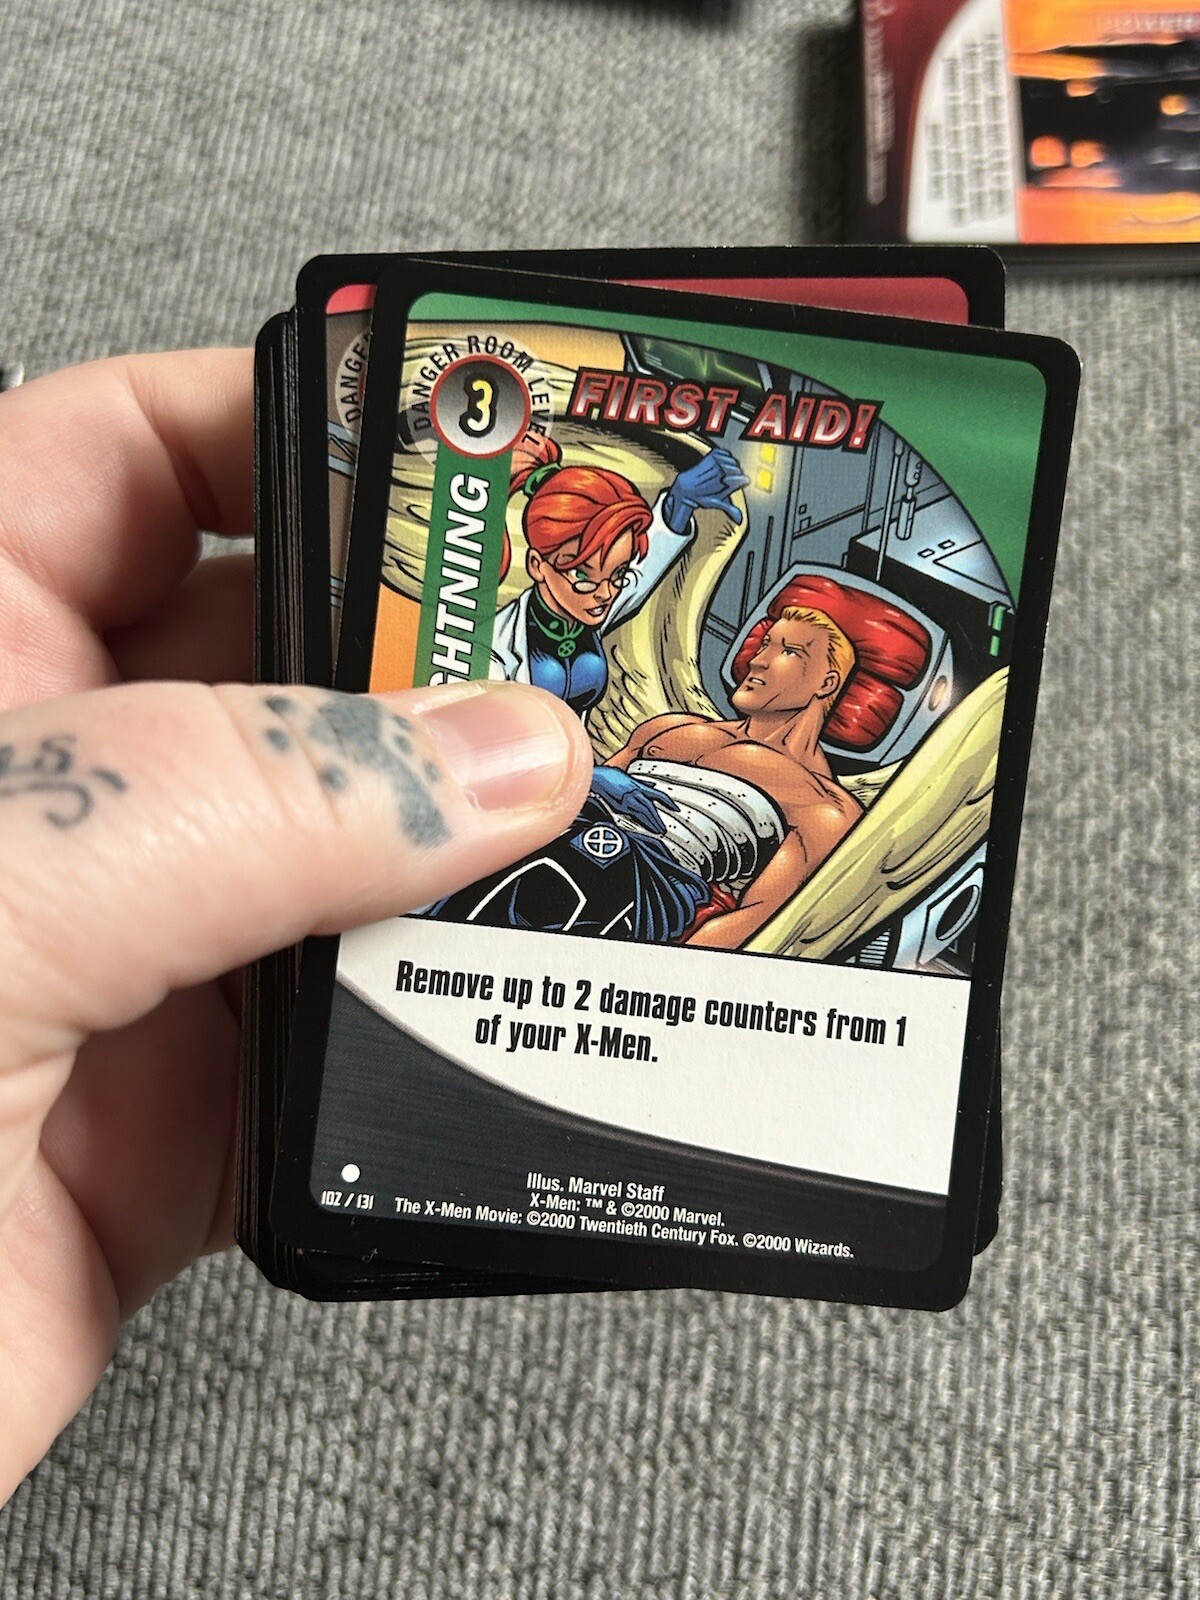 DANGER ROOM LEVEL
3
FIRST AID!
GHTNING
DANGE
Remove up to 2 damage counters from 1
of your X-Men.
Illus. Marvel Staff
X-Men: ™ & ©2000 Marvel.
102 / 131
The X-Men Movie: ©2000 Twentieth Century Fox. ©2000 Wizards.